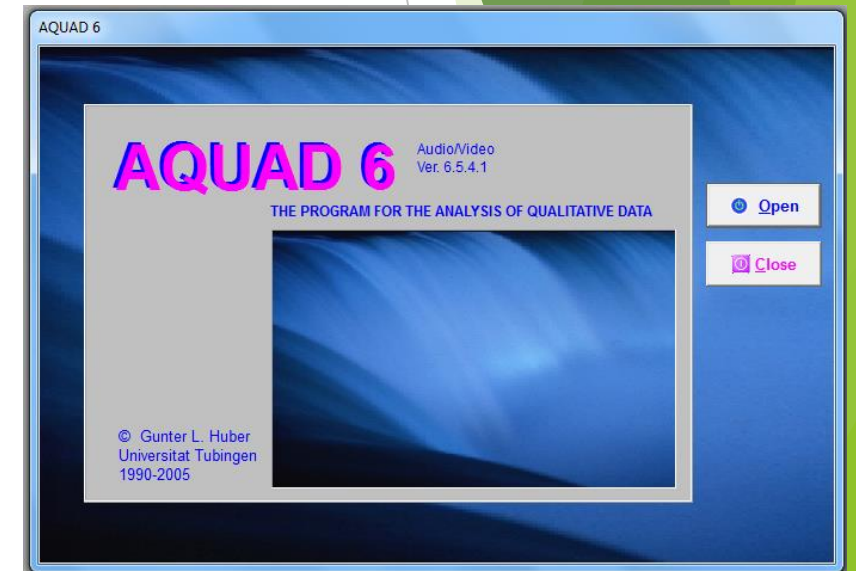 AQUAD 6
AQUAD 6
Audio/Video
Ver. 6.5.4.1
THE PROGRAM FOR THE ANALYSIS OF QUALITATIVE DATA
Open
Close
© Gunter L. Huber
Universitat Tubingen
1990-2005